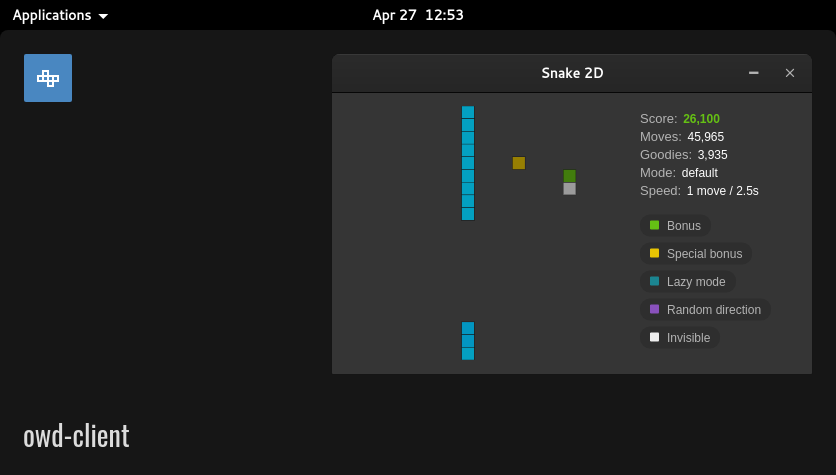 Applications
Apr 27 12:53
Snake 2D
Score: 26,100
Moves: 45,965
Goodies: 3,935
Mode: default
Speed: 1 move / 2.5s
Bonus
Special bonus
Lazy mode
Random direction
Invisible
owd-client